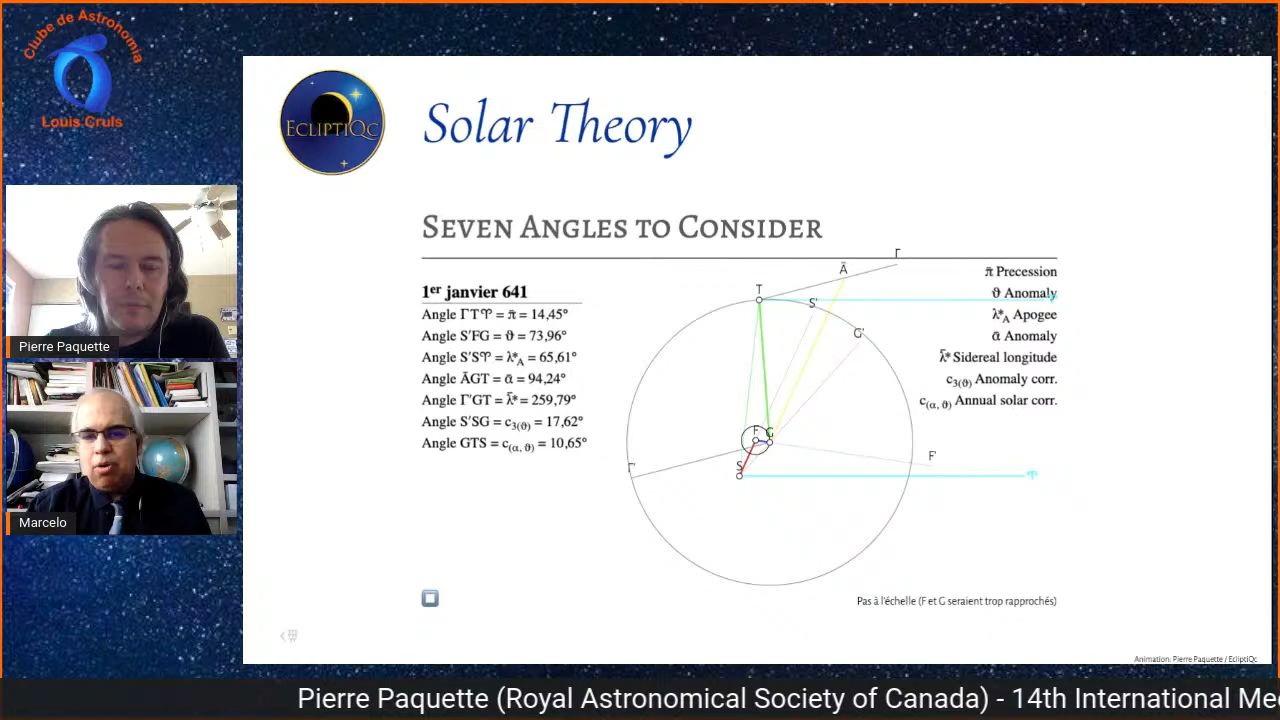 Clube de Astronomia
Louis Cruls
ECLIPTIQC
Solar Theory
SEVEN ANGLES TO CONSIDER
1er janvier 641
Angle ΓT♈ = π̄ = 14,45°
Angle S′FG = ϑ = 73,96°
Angle S′S♈ = λ*A = 65,61°
Angle ĀGT = ᾱ = 94,24°
Angle Γ′GT = λ̄* = 259,79°
Angle S′SG = c3(ϑ) = 17,62°
Angle GTS = c(α, ϑ) = 10,65°
Γ
Ā
T
S'
G'
F
G
S
F'
Γ'
♈
♈
π̄ Precession
ϑ Anomaly
λ*A Apogee
ᾱ Anomaly
λ̄* Sidereal longitude
c3(ϑ) Anomaly corr.
c(α, ϑ) Annual solar corr.
Pas à l'échelle (F et G seraient trop rapprochés)
Animation: Pierre Paquette / EcliptiQc
Pierre Paquette
Marcelo
Pierre Paquette (Royal Astronomical Society of Canada) - 14th International Mee